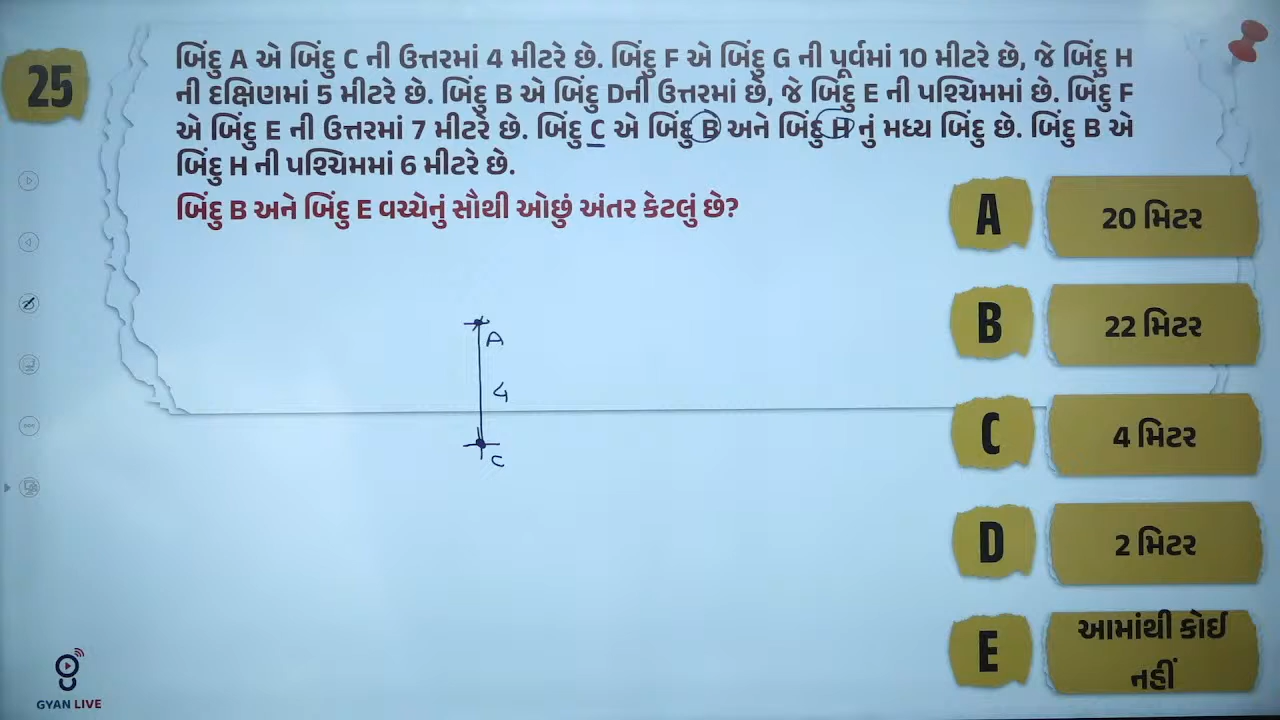 25
બિંદુ A એ બિંદુ C ની ઉત્તરમાં 4 મીટરે છે. બિંદુ F એ બિંદુ G ની પૂર્વમાં 10 મીટરે છે, જે બિંદુ H
ની દક્ષિણમાં 5 મીટરે છે. બિંદુ B એ બિંદુ Dની ઉત્તરમાં છે, જે બિંદુ E ની પશ્ચિમમાં છે. બિંદુ F
એ બિંદુ E ની ઉત્તરમાં 7 મીટરે છે. બિંદુ C એ બિંદુ B અને બિંદુ H નું મધ્ય બિંદુ છે. બિંદુ B એ
બિંદુ H ની પશ્ચિમમાં 6 મીટરે છે.
બિંદુ B અને બિંદુ E વચ્ચેનું સૌથી ઓછું અંતર કેટલું છે?
A 20 મિટર
B 22 મિટર
C 4 મિટર
D 2 મિટર
E આમાંથી કોઈ
નહીં
A
4
C
GYAN LIVE